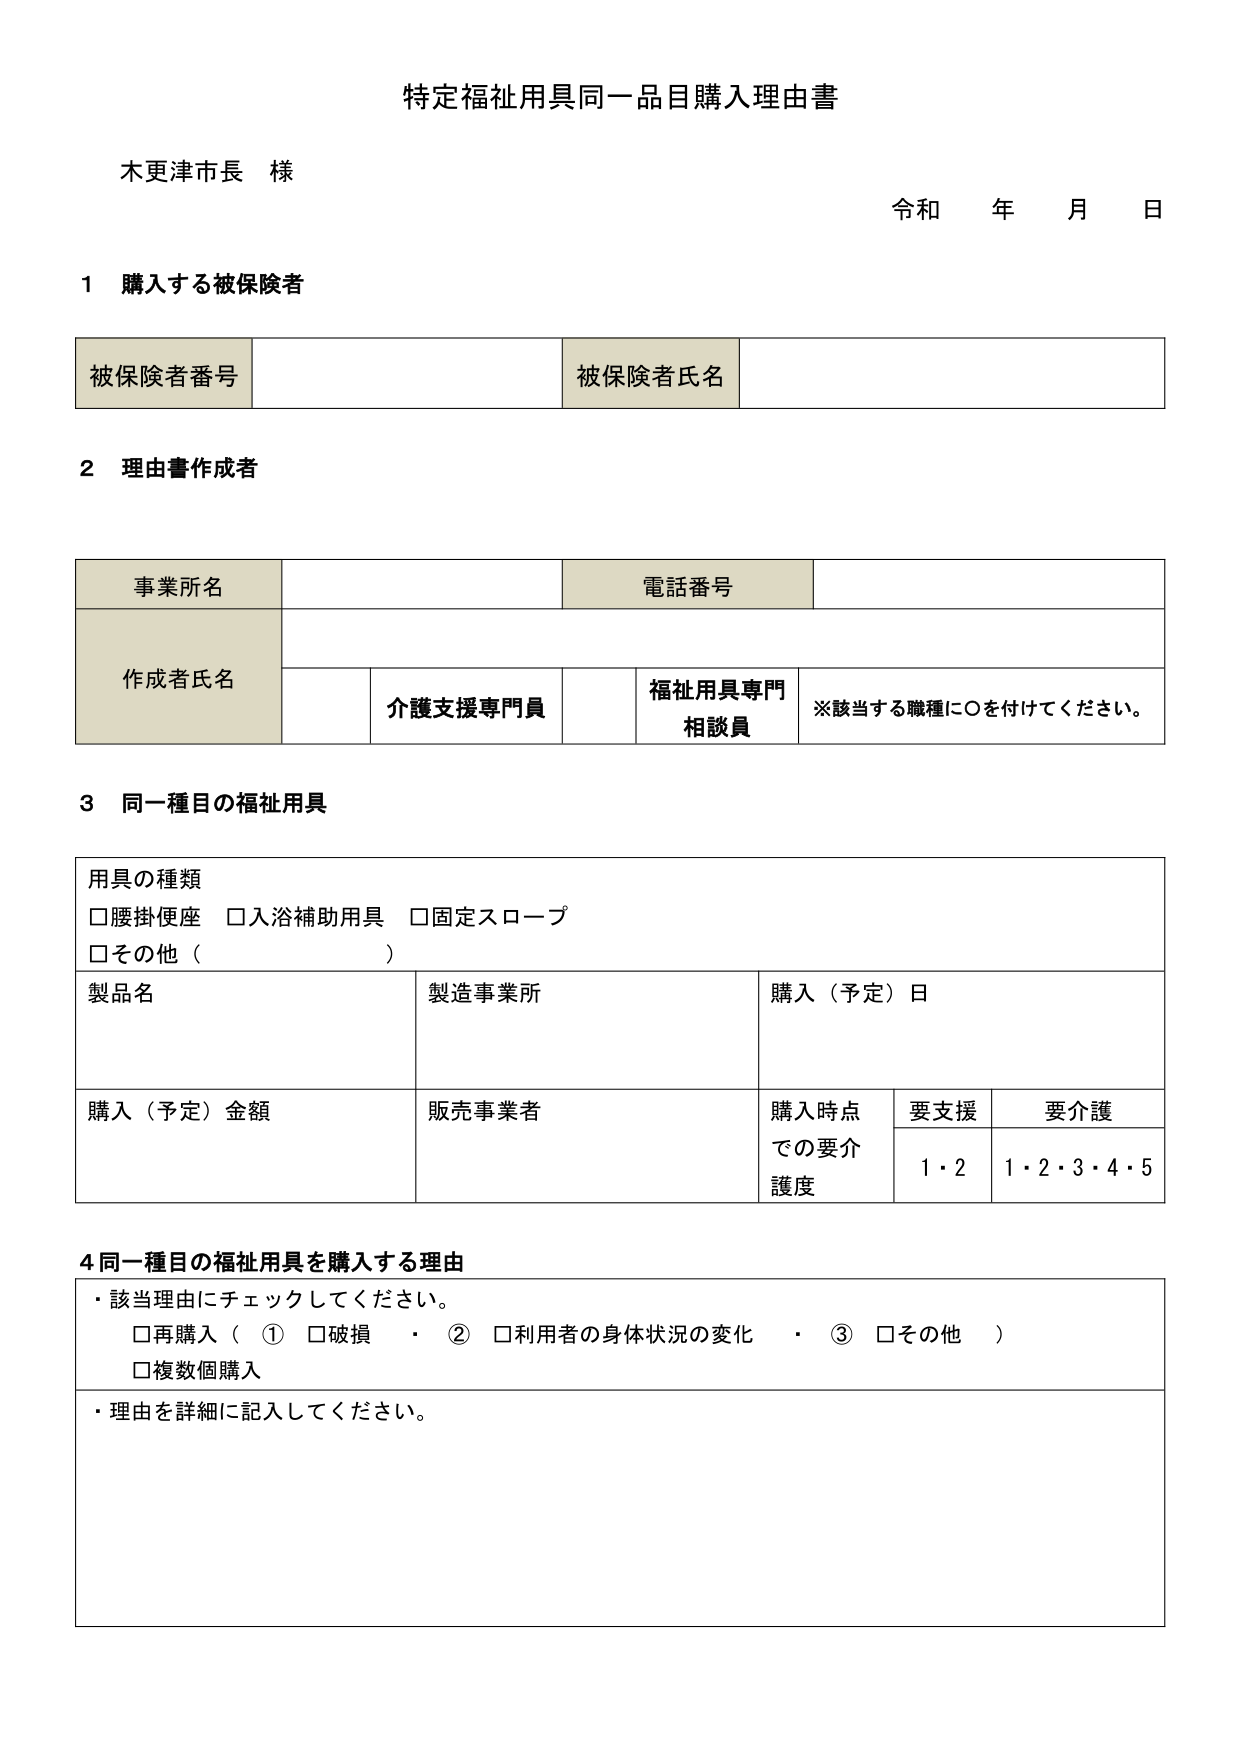 特定福祉用具同一品目購入理由書
木更津市長　様
令和　　年　　月　　日
１　購入する被保険者
被保険者番号
被保険者氏名
２　理由書作成者
事業所名
電話番号
作成者氏名
介護支援専門員
福祉用具専門
相談員
※該当する職種に〇を付けてください。
３　同一種目の福祉用具
用具の種類
□腰掛便座　□入浴補助用具　□固定スロープ
□その他（　　　　　　　　）
製品名
製造事業所
購入（予定）日
購入（予定）金額
販売事業者
購入時点
での要介
護度
要支援
要介護
1・2
1・2・3・4・5
４同一種目の福祉用具を購入する理由
・該当理由にチェックしてください。
□再購入（　①　□破損　・　②　□利用者の身体状況の変化　・　③　□その他　）
□複数個購入
・理由を詳細に記入してください。